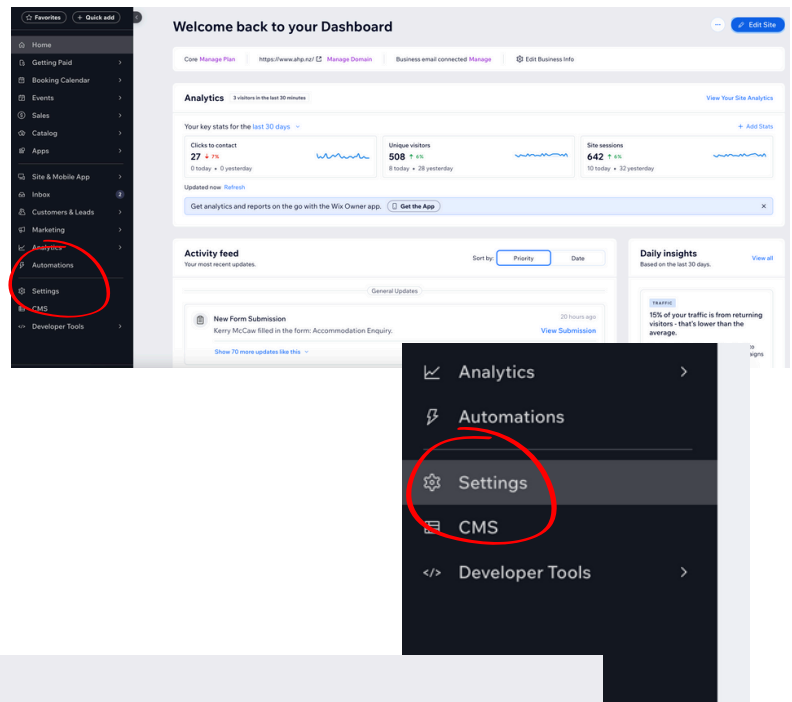 Favorites
+ Quick add
Welcome back to your Dashboard
Edit Site
Home
Getting Paid
Booking Calendar
Events
Sales
Catalog
Apps
Site & Mobile App
Inbox 2
Customers & Leads
Marketing
Analytics
Automations
Settings
CMS
Developer Tools
Core Manage Plan
https://www.ahp.nz/ Manage Domain
Business email connected Manage
Edit Business Info
Analytics 3 visitors in the last 30 minutes
View Your Site Analytics
Your key stats for the last 30 days
+ Add Stats
Clicks to contact
27 7%
0 today • 0 yesterday
Unique visitors
508 ↑ 6%
8 today • 28 yesterday
Site sessions
642 ↑ 6%
10 today • 32 yesterday
Updated now Refresh
Get analytics and reports on the go with the Wix Owner app. Get the App
Activity feed
Your most recent updates.
Sort by: Priority Date
General Updates
New Form Submission
20 hours ago
Kerry McCaw filled in the form: Accommodation Enquiry.
View Submission
Show 70 more updates like this
Daily insights
View all
Based on the last 30 days.
TRAFFIC
15% of your traffic is from returning
visitors - that's lower than the
average.
Analytics
Automations
Settings
CMS
Developer Tools